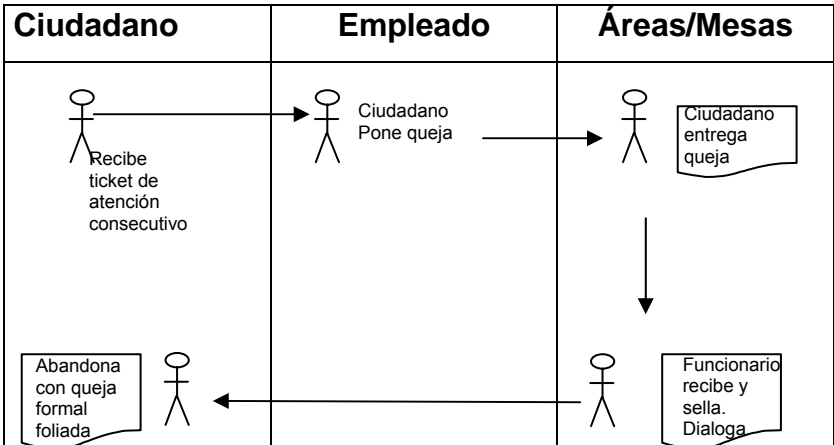 Ciudadano
Empleado
Áreas/Mesas
Recibe
ticket de
atención
consecutivo
Ciudadano
Pone queja
Ciudadano
entrega
queja
Abandona
con queja
formal
foliada
Funcionario
recibe y
sella.
Dialoga